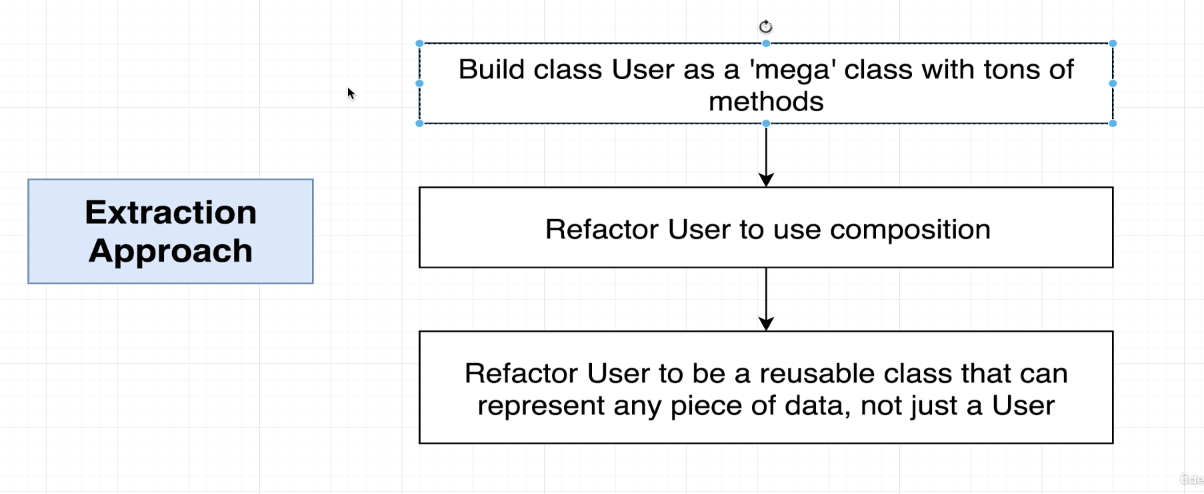 Build class User as a 'mega' class with tons of
methods
Extraction
Approach
Refactor User to use composition
Refactor User to be a reusable class that can
represent any piece of data, not just a User